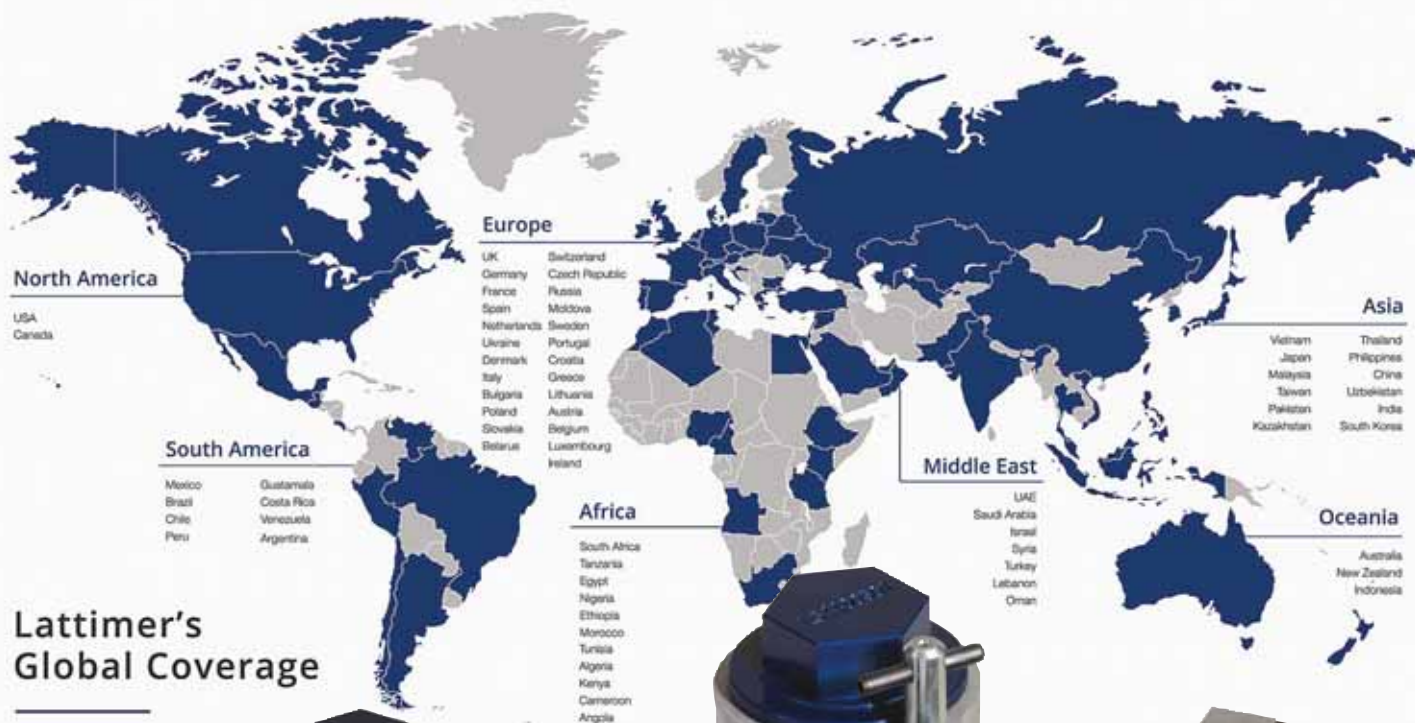 North America
USA
Canada
South America
Mexico
Brazil
Chile
Peru
Guatamala
Costa Rica
Venezuela
Argentina
Europe
UK
Germany
France
Spain
Netherlands
Ukraine
Denmark
Italy
Bulgaria
Poland
Slovakia
Belarus
Switzerland
Czech Republic
Russia
Moldova
Sweden
Portugal
Croatia
Greece
Lithuania
Austria
Belgium
Luxembourg
Ireland
Africa
South Africa
Tanzania
Egypt
Nigeria
Ethiopia
Morocco
Tunisia
Algeria
Kenya
Cameroon
Angola
Middle East
UAE
Saudi Arabia
Israel
Syria
Turkey
Lebanon
Oman
Asia
Vietnam
Japan
Malaysia
Taiwan
Pakistan
Kazakhstan
Thailand
Philippines
China
Uzbekistan
India
South Korea
Oceania
Australia
New Zealand
Indonesia
Lattimer's
Global Coverage